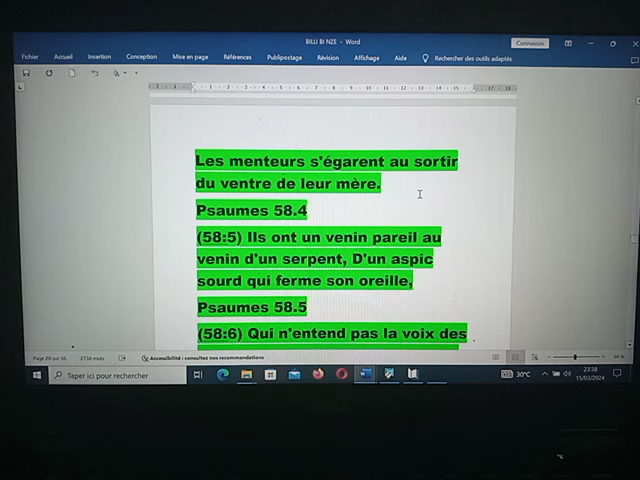 BILLI BI NZE - Word
Connexion
Fichier Accueil Insertion Conception Mise en page Références Publipostage Révision Affichage Aide Rechercher des outils adaptés
Les menteurs s'égarent au sortir
du ventre de leur mère.
Psaumes 58.4
(58:5) Ils ont un venin pareil au
venin d'un serpent, D'un aspic
sourd qui ferme son oreille,
Psaumes 58.5
(58:6) Qui n'entend pas la voix des
Page 20 sur 36 2736 mots Accessibilité : consultez nos recommandations
Taper ici pour rechercher
30°C
23:38
15/03/2024